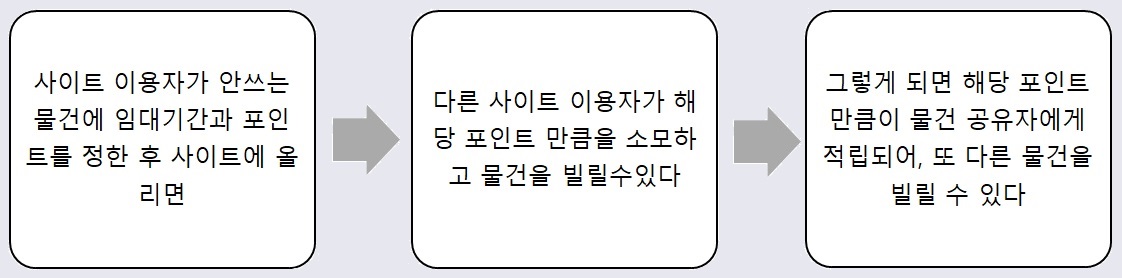 사이트 이용자가 안쓰는
물건에 임대기간과 포인
트를 정한 후 사이트에 올
리면
다른 사이트 이용자가 해
당 포인트 만큼을 소모하
고 물건을 빌릴수있다
그렇게 되면 해당 포인트
만큼이 물건 공유자에게
적립되어, 또 다른 물건을
빌릴 수 있다